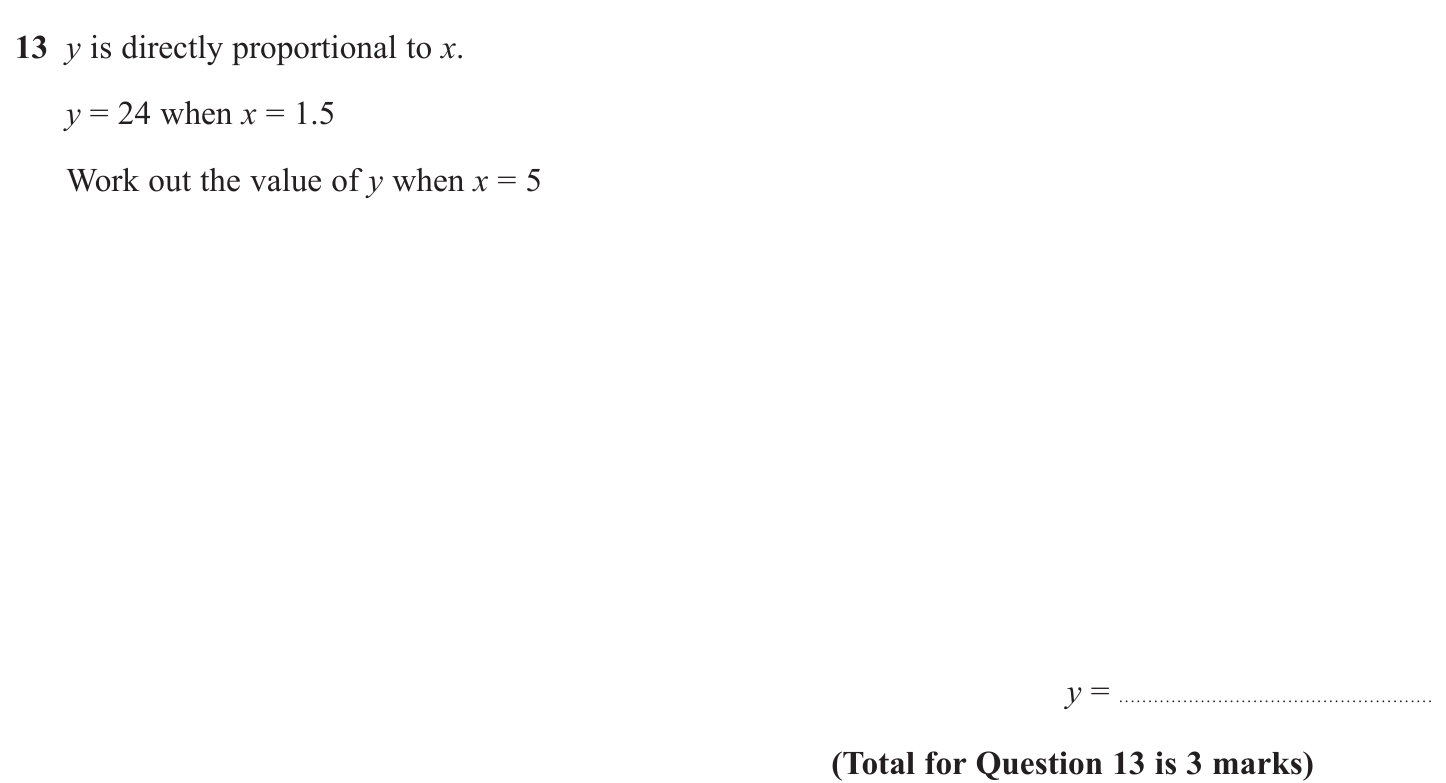 13 y is directly proportional to x.
y = 24 when x = 1.5
Work out the value of y when x = 5
y = ......................................................
(Total for Question 13 is 3 marks)